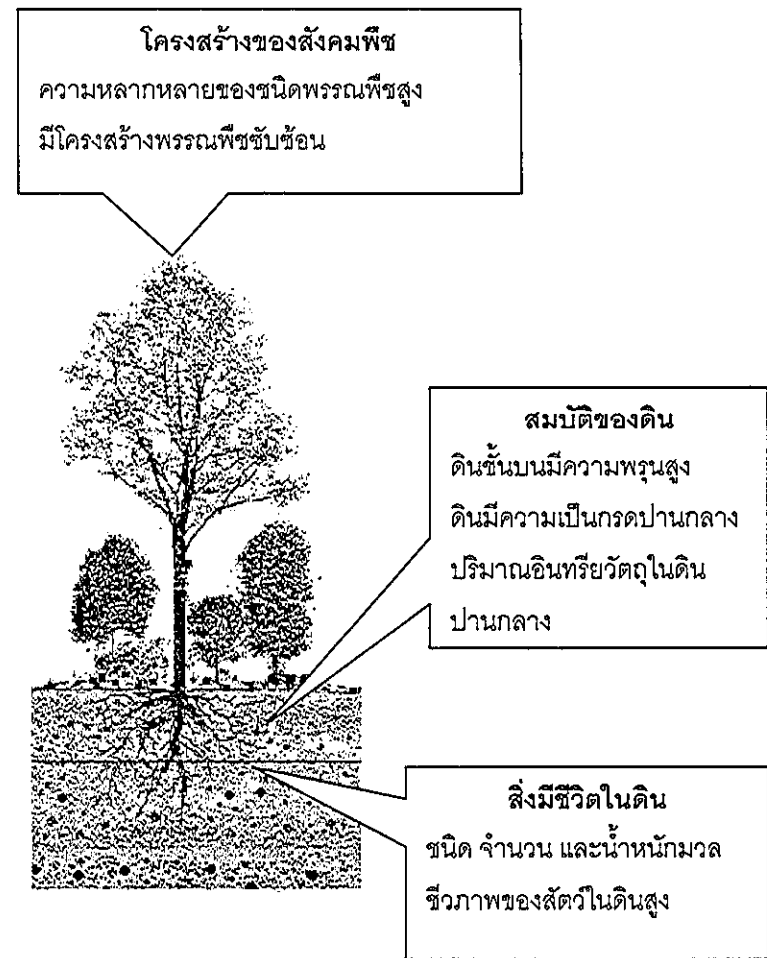 โครงสร้างของสังคมพืช
ความหลากหลายของชนิดพรรณพืชสูง
มีโครงสร้างพรรณพืชซับซ้อน
สมบัติของดิน
ดินชั้นบนมีความพรุนสูง
ดินมีความเป็นกรดปานกลาง
ปริมาณอินทรียวัตถุในดิน
ปานกลาง
สิ่งมีชีวิตในดิน
ชนิด จำนวน และน้ำหนักมวล
ชีวภาพของสัตว์ในดินสูง